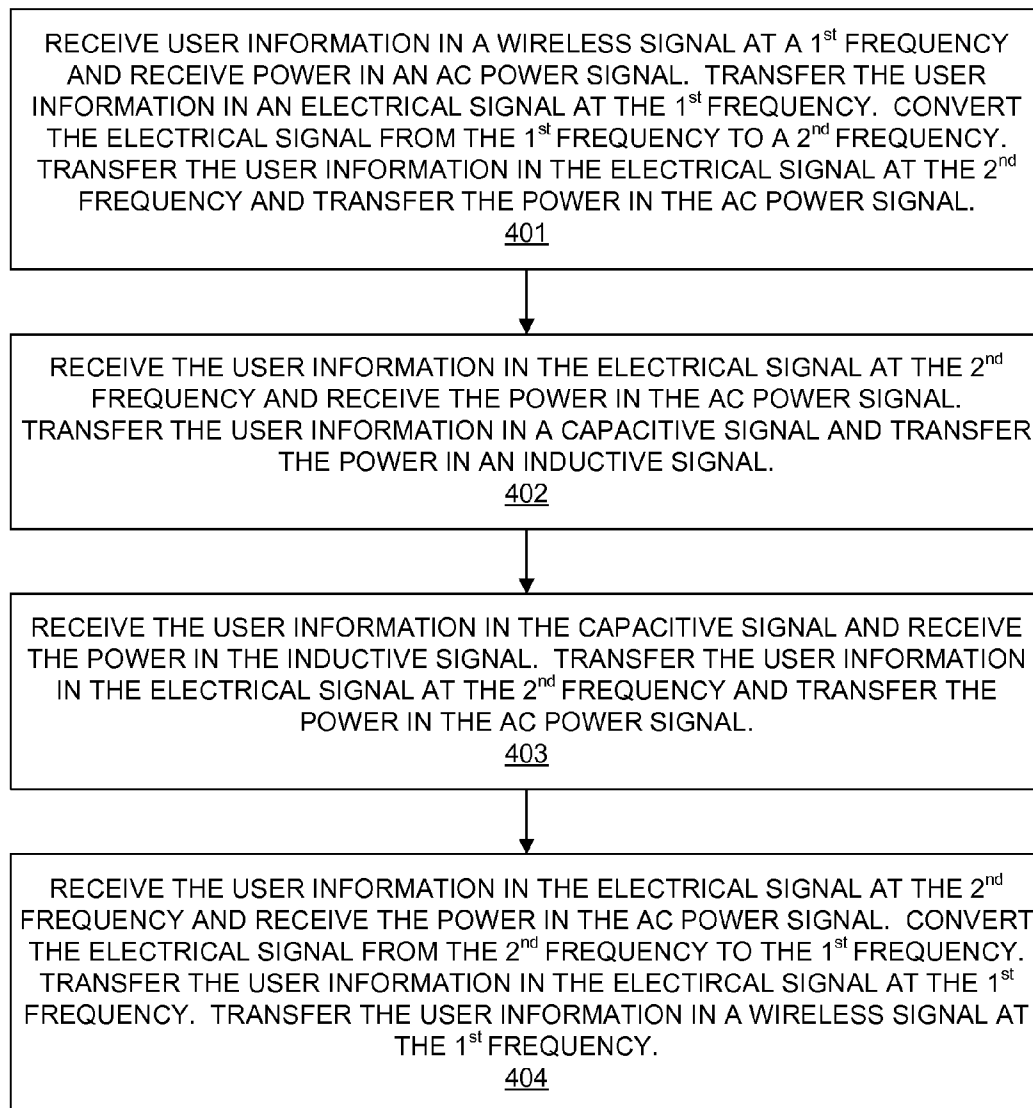 RECEIVE USER INFORMATION IN A WIRELESS SIGNAL AT A 1st FREQUENCY
AND RECEIVE POWER IN AN AC POWER SIGNAL. TRANSFER THE USER
INFORMATION IN AN ELECTRICAL SIGNAL AT THE 1st FREQUENCY. CONVERT
THE ELECTRICAL SIGNAL FROM THE 1st FREQUENCY TO A 2nd FREQUENCY.
TRANSFER THE USER INFORMATION IN THE ELECTRICAL SIGNAL AT THE 2nd
FREQUENCY AND TRANSFER THE POWER IN THE AC POWER SIGNAL.
401
RECEIVE THE USER INFORMATION IN THE ELECTRICAL SIGNAL AT THE 2nd
FREQUENCY AND RECEIVE THE POWER IN THE AC POWER SIGNAL.
TRANSFER THE USER INFORMATION IN A CAPACITIVE SIGNAL AND TRANSFER
THE POWER IN AN INDUCTIVE SIGNAL.
402
RECEIVE THE USER INFORMATION IN THE CAPACITIVE SIGNAL AND RECEIVE
THE POWER IN THE INDUCTIVE SIGNAL. TRANSFER THE USER INFORMATION
IN THE ELECTRICAL SIGNAL AT THE 2nd FREQUENCY AND TRANSFER THE
POWER IN THE AC POWER SIGNAL.
403
RECEIVE THE USER INFORMATION IN THE ELECTRICAL SIGNAL AT THE 2nd
FREQUENCY AND RECEIVE THE POWER IN THE AC POWER SIGNAL. CONVERT
THE ELECTRICAL SIGNAL FROM THE 2nd FREQUENCY TO THE 1st FREQUENCY.
TRANSFER THE USER INFORMATION IN THE ELECTIRCAL SIGNAL AT THE 1st
FREQUENCY. TRANSFER THE USER INFORMATION IN A WIRELESS SIGNAL AT
THE 1st FREQUENCY.
404